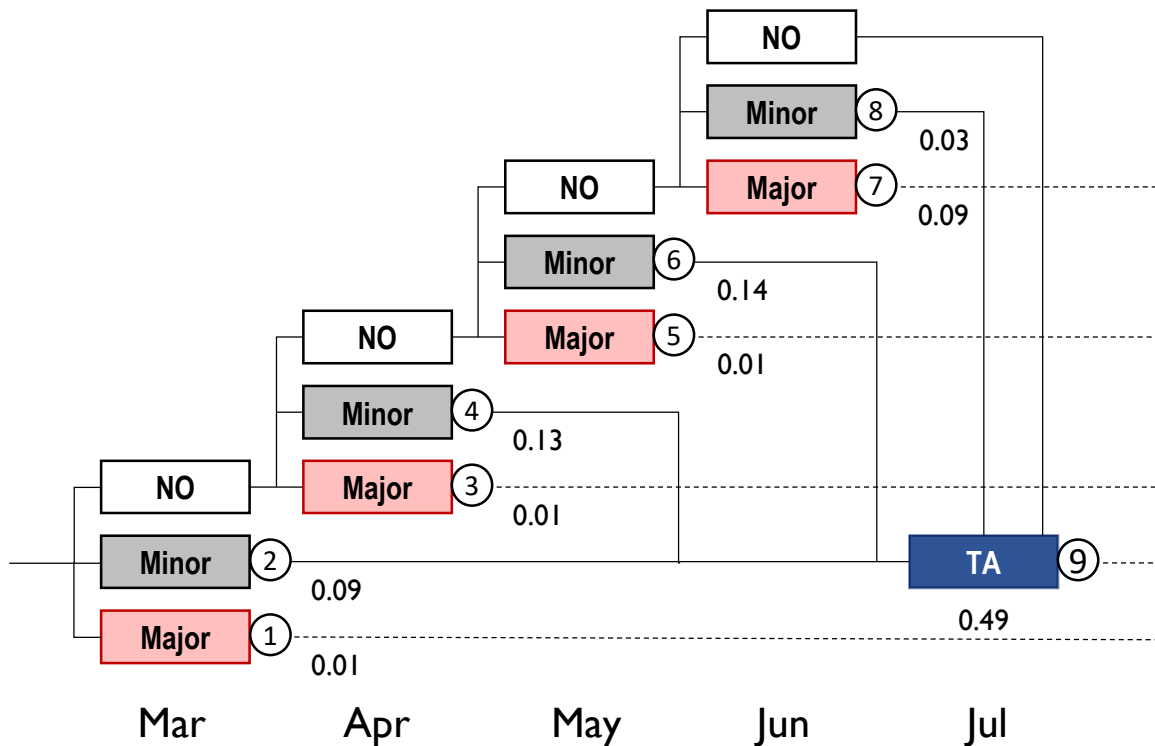 NO
Minor 8
0.03
NO
Major 7
0.09
Minor 6
0.14
NO
Major 5
0.01
Minor 4
0.13
NO
Major 3
0.01
Minor 2
TA 9
0.09
0.49
Major 1
0.01
Mar Apr May Jun Jul